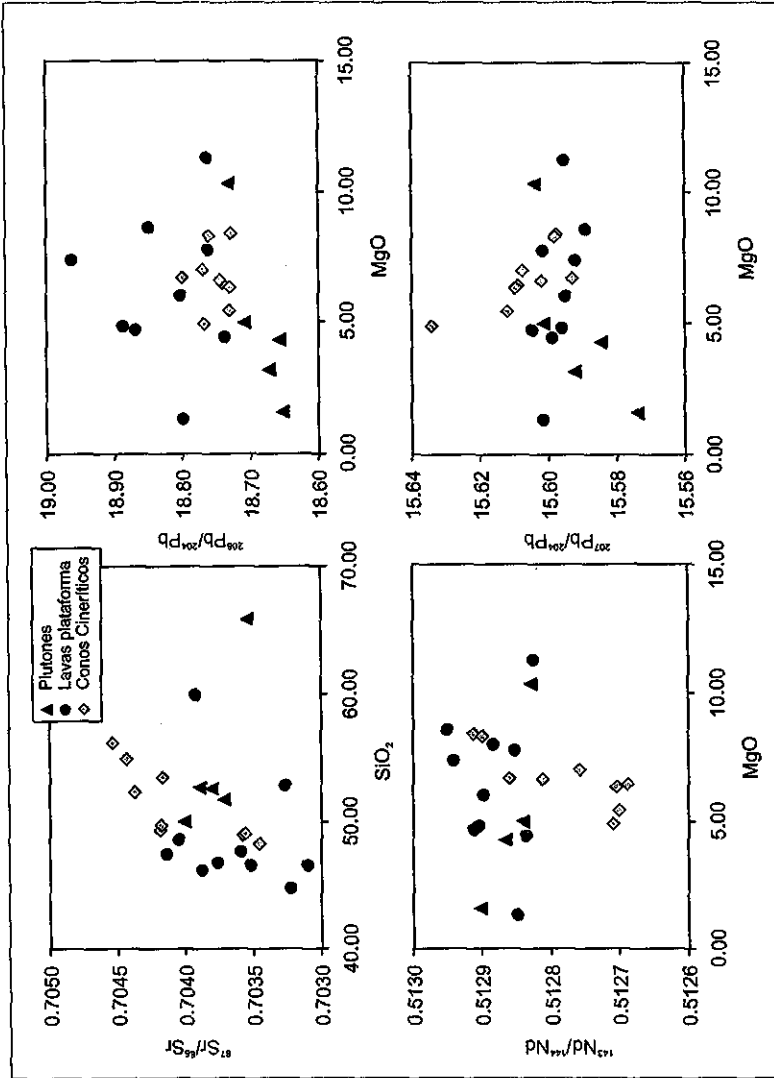 ▲ Plutones
● Lavas plataforma
◇ Conos Cineríticos
⁸⁷Sr/⁸⁶Sr
0.7050
0.7045
0.7040
0.7035
0.7030
40.00 50.00 60.00 70.00
SiO₂
²⁰⁶Pb/²⁰⁴Pb
19.00
18.90
18.80
18.70
18.60
0.00 5.00 10.00 15.00
MgO
¹⁴³Nd/¹⁴⁴Nd
0.5130
0.5129
0.5128
0.5127
0.5126
0.00 5.00 10.00 15.00
MgO
²⁰⁷Pb/²⁰⁴Pb
15.64
15.62
15.60
15.58
15.56
0.00 5.00 10.00 15.00
MgO